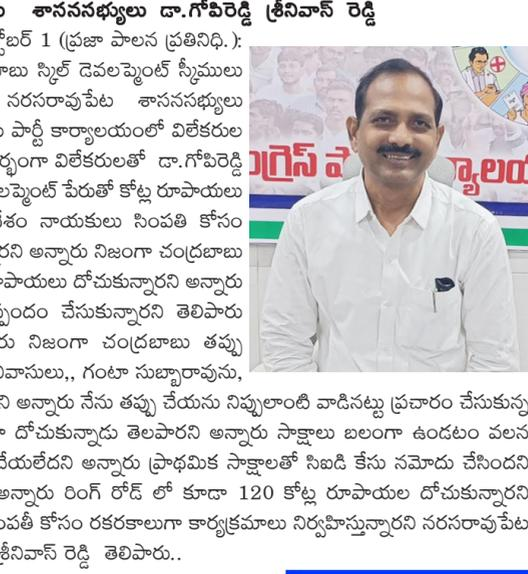 శాసనసభ్యులు డా.గోపిరెడ్డి శ్రీనివాస్ రెడ్డి
బర్ 1 (ప్రజా పాలన ప్రతినిధి.):
బాబు స్కిల్ డెవలప్మెంట్ స్కీములు
నరసరావుపేట శాసనసభ్యులు
పార్టీ కార్యాలయంలో విలేకరుల
ర్భంగా విలేకరులతో డా.గోపిరెడ్డి
లప్మెంట్ పేరుతో కోట్ల రూపాయలు
దేశం నాయకులు సింపతి కోసం
రని అన్నారు నిజంగా చంద్రబాబు
పాయలు దోచుకున్నారని అన్నారు
ప్పందం చేసుకున్నారని తెలిపారు
రు నిజంగా చంద్రబాబు తప్పు
నివాసులు,, గంటా సుబ్బారావును,
ని అన్నారు నేను తప్పు చేయను నిప్పులాంటి వాడినట్టు ప్రచారం చేసుకున్న
దోచుకున్నాడు తెలపారని అన్నారు సాక్షాలు బలంగా ఉండటం వలన
చేయలేదని అన్నారు ప్రాథమిక సాక్షాలతో సిఐడి కేసు నమోదు చేసిందని
అన్నారు రింగ్ రోడ్ లో కూడా 120 కోట్ల రూపాయల దోచుకున్నారని
ంపతీ కోసం రకరకాలుగా కార్యక్రమాలు నిర్వహిస్తున్నారని నరసరావుపేట
శ్రీనివాస్ రెడ్డి తెలిపారు..